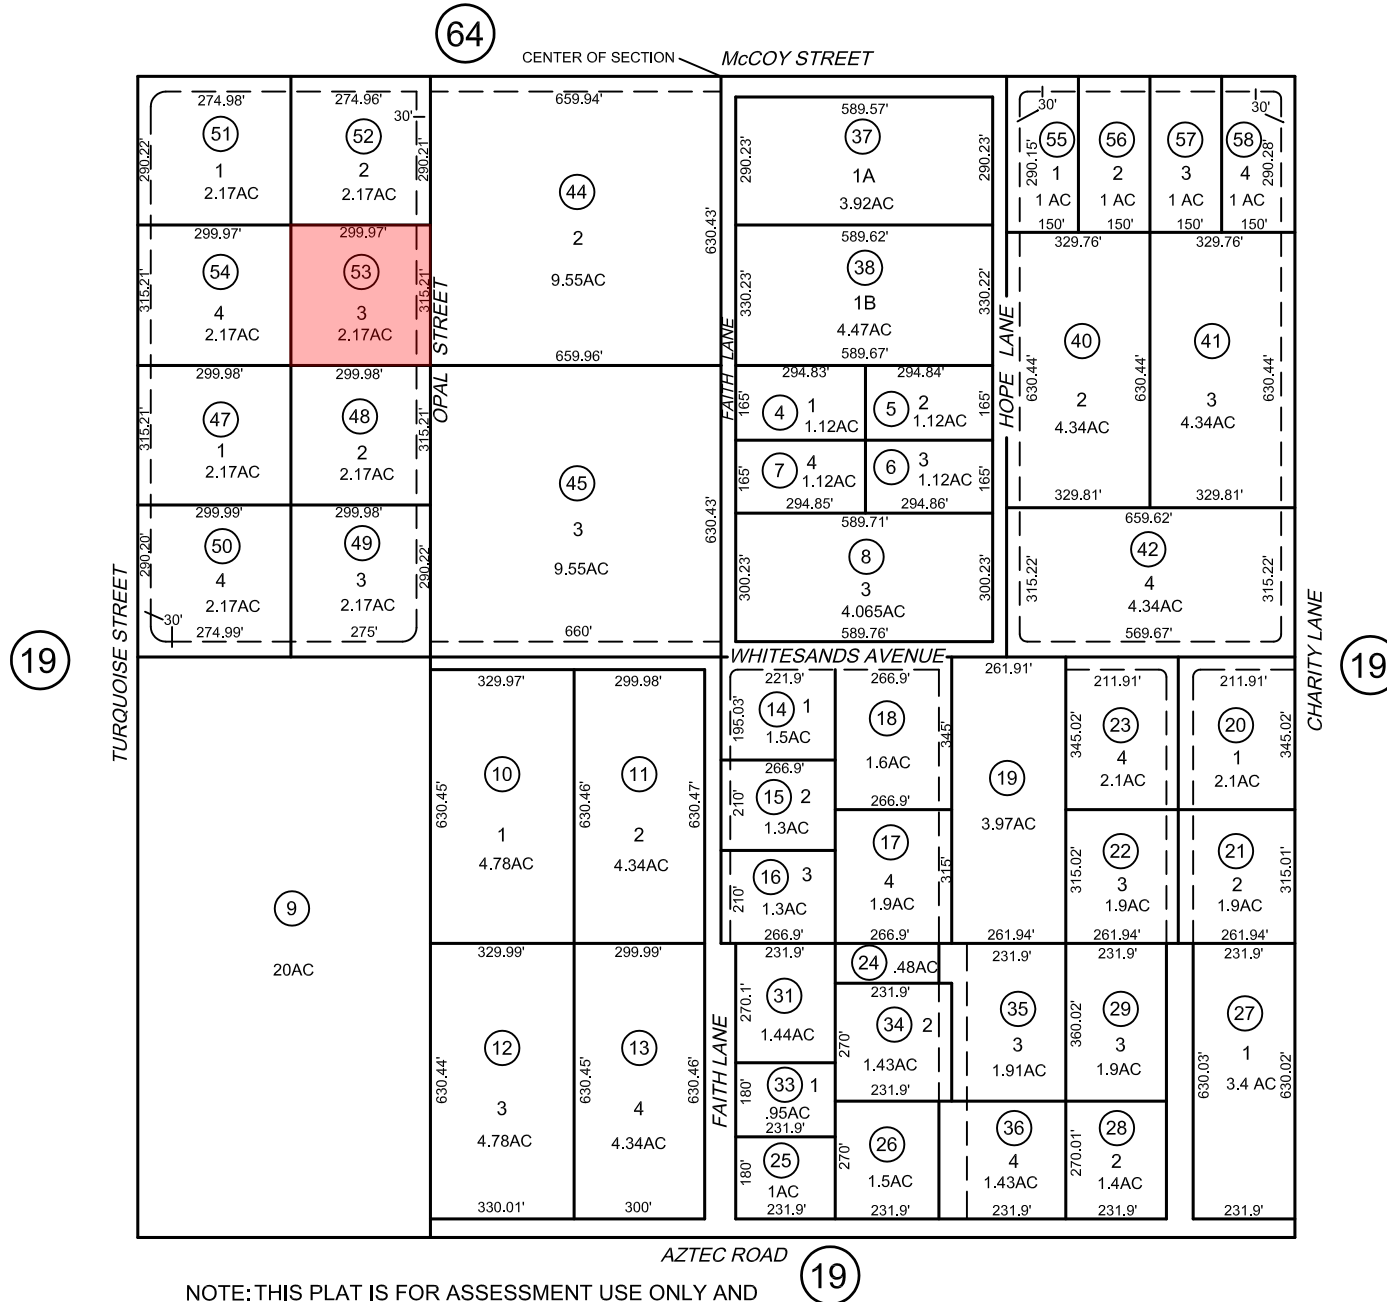 64
CENTER OF SECTION
McCOY STREET
274.98' 274.96' 659.94' 589.57' 30' 30'
30'
51 52 37 55 56 57 58
290.22' 290.21' 290.23' 290.23' 290.15' 290.28'
1 2 44 1A 1 2 3 4
2.17AC 2.17AC 3.92AC 1 AC 1 AC 1 AC 1 AC
150' 150' 150' 150'
299.97' 299.97' 2 630.43' 589.62' 329.76' 329.76'
54 53 9.55AC 38
315.21' 315.21' 330.23' 330.22'
4 3 1B
2.17AC 2.17AC 4.47AC 40 41
659.96' 589.67'
OPAL STREET
FAITH LANE
HOPE LANE
299.98' 299.98' 294.83' 294.84' 630.44' 630.44' 630.44'
47 48 165' 4 1 5 2 165' 2 3
315.21' 315.21' 1.12AC 1.12AC 4.34AC 4.34AC
1 2 7 4 6 3
2.17AC 2.17AC 45 165' 1.12AC 1.12AC 165'
294.85' 294.86' 329.81' 329.81'
299.99' 299.98' 3 630.43' 589.71' 659.62'
50 49 9.55AC 8 42
290.20' 290.22' 300.23' 300.23' 315.22' 315.22'
4 3 3 4
2.17AC 2.17AC 4.065AC 4.34AC
30'
274.99' 275' 660' 589.76' 569.67'
TURQUOISE STREET
CHARITY LANE
19 19
WHITESANDS AVENUE
329.97' 299.98' 221.9' 266.9' 261.91' 211.91' 211.91'
195.03' 14 1 18 345' 23 345.02' 20 345.02'
1.5AC 1.6AC 4 1
10 11 266.9' 19 2.1AC 2.1AC
630.45' 630.46' 630.47' 210' 15 2 266.9' 3.97AC
1 2 1.3AC 17 315' 22 315.02' 21 315.01'
4.78AC 4.34AC 210' 16 3 4 3 2
1.3AC 1.9AC 1.9AC 1.9AC
9 266.9' 266.9' 261.94' 261.94' 261.94'
20AC
329.99' 299.99' 231.9' 24 .48AC 231.9' 231.9' 231.9'
270.1' 31 231.9' 35 360.02' 29 27
1.44AC 270' 34 2 3 3 1
12 13 1.43AC 1.91AC 1.9AC 3.4 AC
630.44' 630.45' 630.46' FAITH LANE 180' 33 1 231.9' 630.03' 630.02'
3 4 .95AC 36 28
4.78AC 4.34AC 231.9' 26 4 270.01' 2
180' 25 270' 1.5AC 1.43AC 1.4AC
1AC
330.01' 300' 231.9' 231.9' 231.9' 231.9' 231.9'
AZTEC ROAD
19
NOTE: THIS PLAT IS FOR ASSESSMENT USE ONLY AND